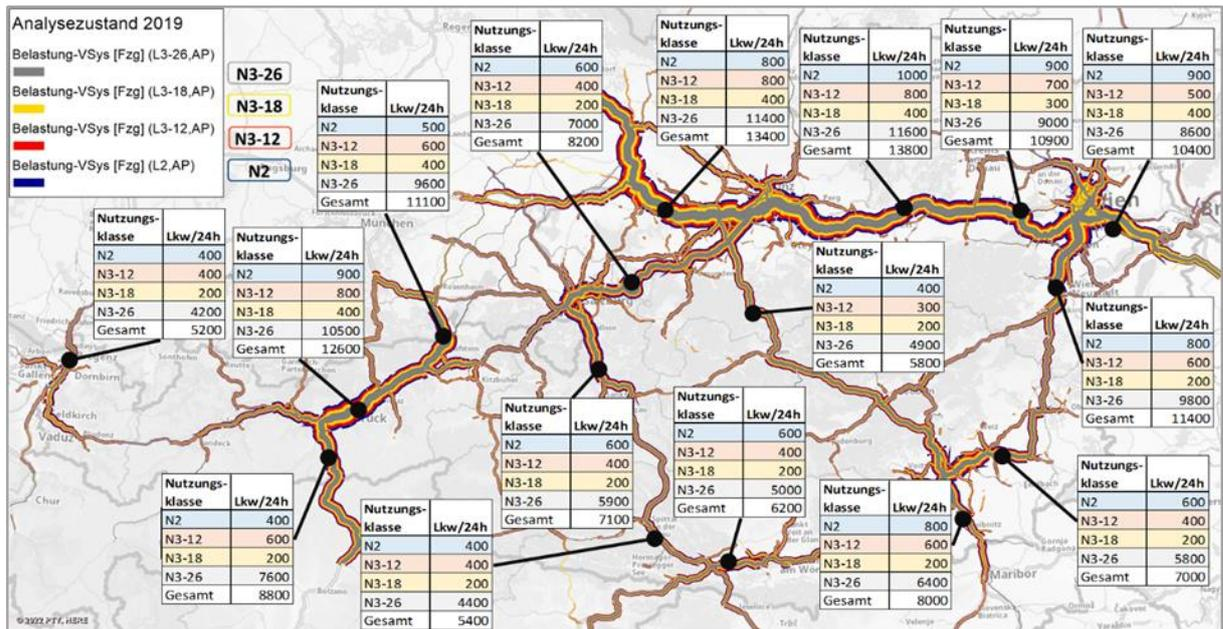 Analysezustand 2019
Belastung-VSys [Fzg] (L3-26,AP)
Belastung-VSys [Fzg] (L3-18,AP)
Belastung-VSys [Fzg] (L3-12,AP)
Belastung-VSys [Fzg] (L2,AP)
N3-26
N3-18
N3-12
N2
Nutzungs-
klasse Lkw/24h
N2 500
N3-12 600
N3-18 400
N3-26 9600
Gesamt 11100
Nutzungs-
klasse Lkw/24h
N2 600
N3-12 400
N3-18 200
N3-26 7000
Gesamt 8200
Nutzungs-
klasse Lkw/24h
N2 800
N3-12 800
N3-18 400
N3-26 11400
Gesamt 13400
Nutzungs-
klasse Lkw/24h
N2 1000
N3-12 800
N3-18 400
N3-26 11600
Gesamt 13800
Nutzungs-
klasse Lkw/24h
N2 900
N3-12 700
N3-18 300
N3-26 9000
Gesamt 10900
Nutzungs-
klasse Lkw/24h
N2 900
N3-12 500
N3-18 400
N3-26 8600
Gesamt 10400
Nutzungs-
klasse Lkw/24h
N2 400
N3-12 400
N3-18 200
N3-26 4200
Gesamt 5200
Nutzungs-
klasse Lkw/24h
N2 900
N3-12 800
N3-18 400
N3-26 10500
Gesamt 12600
Nutzungs-
klasse Lkw/24h
N2 400
N3-12 300
N3-18 200
N3-26 4900
Gesamt 5800
Nutzungs-
klasse Lkw/24h
N2 800
N3-12 600
N3-18 200
N3-26 9800
Gesamt 11400
Nutzungs-
klasse Lkw/24h
N2 400
N3-12 600
N3-18 200
N3-26 7600
Gesamt 8800
Nutzungs-
klasse Lkw/24h
N2 400
N3-12 400
N3-18 200
N3-26 4400
Gesamt 5400
Nutzungs-
klasse Lkw/24h
N2 600
N3-12 400
N3-18 200
N3-26 5900
Gesamt 7100
Nutzungs-
klasse Lkw/24h
N2 600
N3-12 400
N3-18 200
N3-26 5000
Gesamt 6200
Nutzungs-
klasse Lkw/24h
N2 800
N3-12 600
N3-18 200
N3-26 6400
Gesamt 8000
Nutzungs-
klasse Lkw/24h
N2 600
N3-12 400
N3-18 200
N3-26 5800
Gesamt 7000
München
Rosenheim
Kitzbühel
Sonthofen
Dornbirn
Feldkirch
Vaduz
Chur
Bolzano
Maribor
Velenje
am Wör
© 2022 PTV, HERE